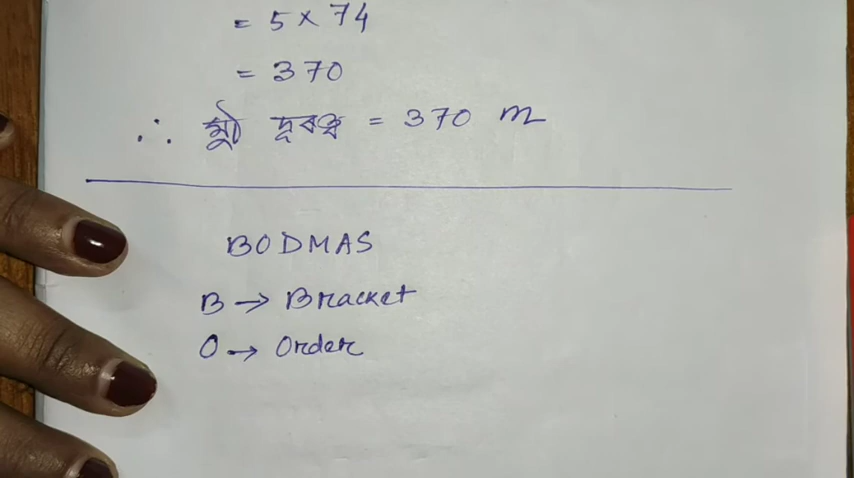 = 5 × 74
= 370
∴ মুঠ দূৰত্ব = 370 m
BODMAS
B → Bracket
O → Order